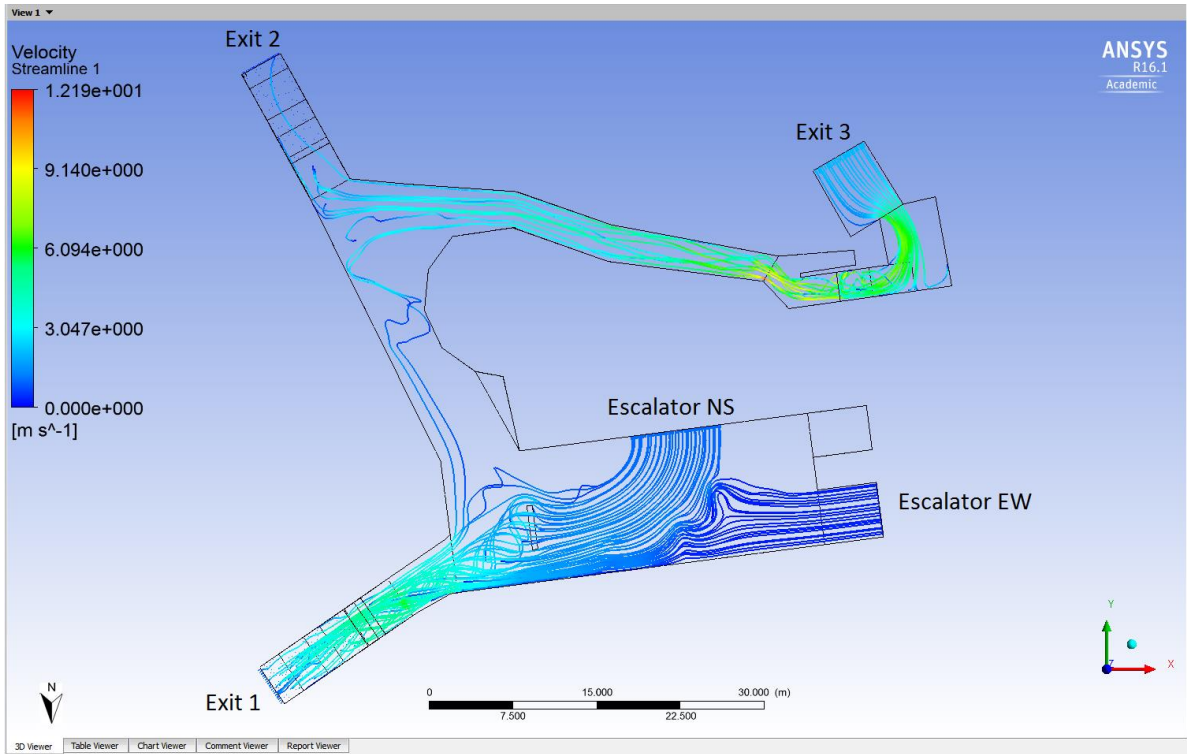 View 1
Velocity
Streamline 1
1.219e+001
9.140e+000
6.094e+000
3.047e+000
0.000e+000
[m s^-1]
Exit 2
ANSYS
R16.1
Academic
Exit 3
Escalator NS
Escalator EW
Exit 1
N
0
15.000
30.000 (m)
7.500
22.500
Y
Z
X
3D Viewer
Table Viewer
Chart Viewer
Comment Viewer
Report Viewer